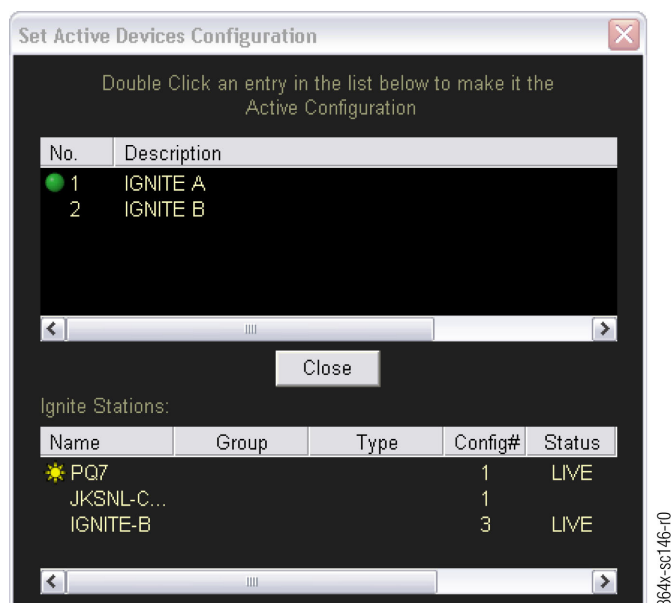 Set Active Devices Configuration
Double Click an entry in the list below to make it the
Active Configuration
No. Description
1 IGNITE A
2 IGNITE B
Close
Ignite Stations:
Name Group Type Config# Status
PQ7 1 LIVE
JKSNL-C... 1
IGNITE-B 3 LIVE
864x-sc146-r0